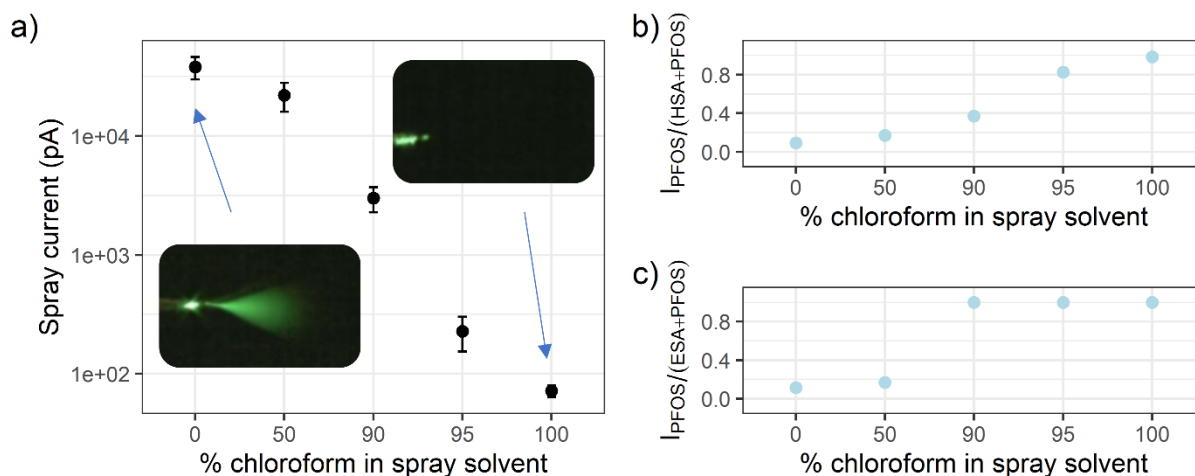 a)
Spray current (pA)
1e+04
1e+03
1e+02
0 50 90 95 100
% chloroform in spray solvent
b)
IPFOS/(HSA+PFOS)
0.8
0.4
0.0
0 50 90 95 100
% chloroform in spray solvent
c)
IPFOS/(ESA+PFOS)
0.8
0.4
0.0
0 50 90 95 100
% chloroform in spray solvent